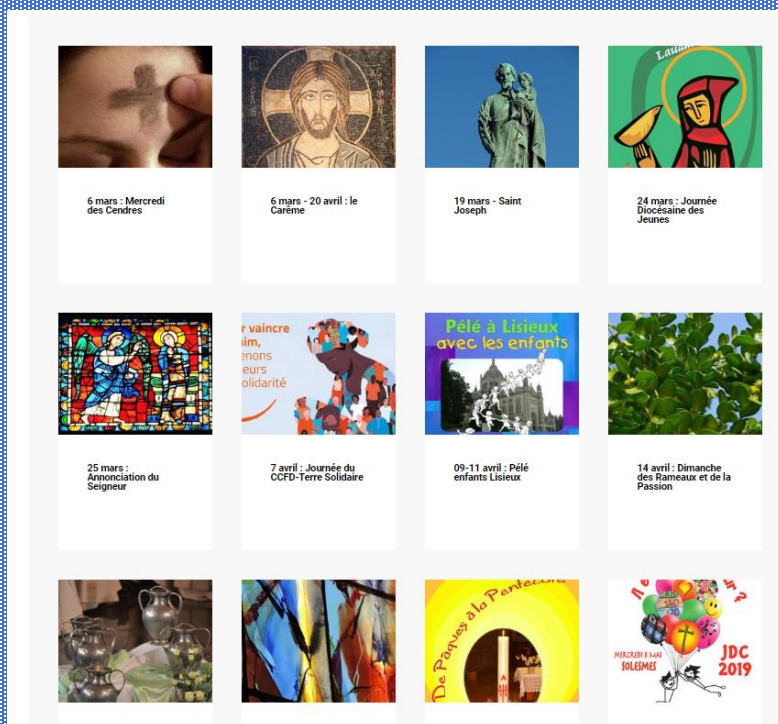 Lauda
6 mars : Mercredi
des Cendres
6 mars - 20 avril : le
Carême
19 mars - Saint
Joseph
24 mars : Journée
Diocésaine des
Jeunes
r vaincre
aim,
enons
eurs
olidarité
Pélé à Lisieux
avec les enfants
25 mars :
Annonciation du
Seigneur
7 avril : Journée du
CCFD-Terre Solidaire
09-11 avril : Pélé
enfants Lisieux
14 avril : Dimanche
des Rameaux et de la
Passion
De Pâques à la Pentecôte
MERCREDI 8 MAI
SOLESMES
JDC
2019